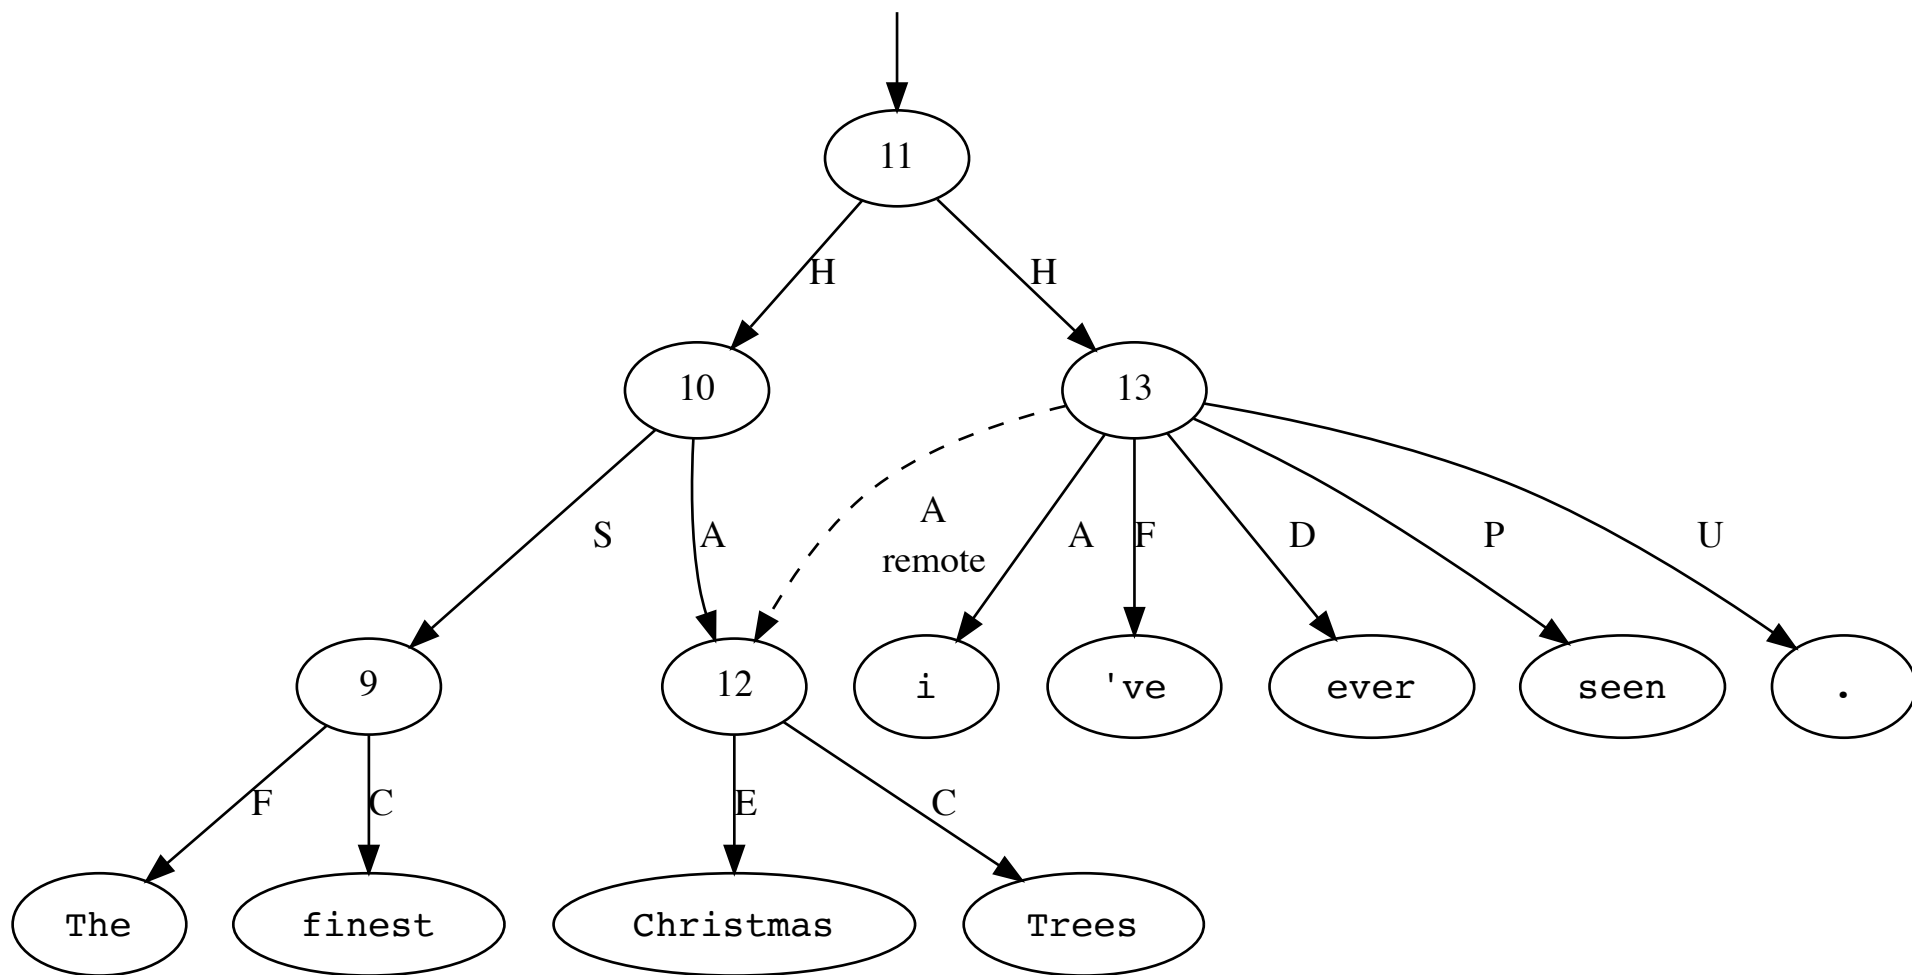 11
H H
10 13
S A A remote A F D P U
9 12 i 've ever seen .
F C E C
The finest Christmas Trees